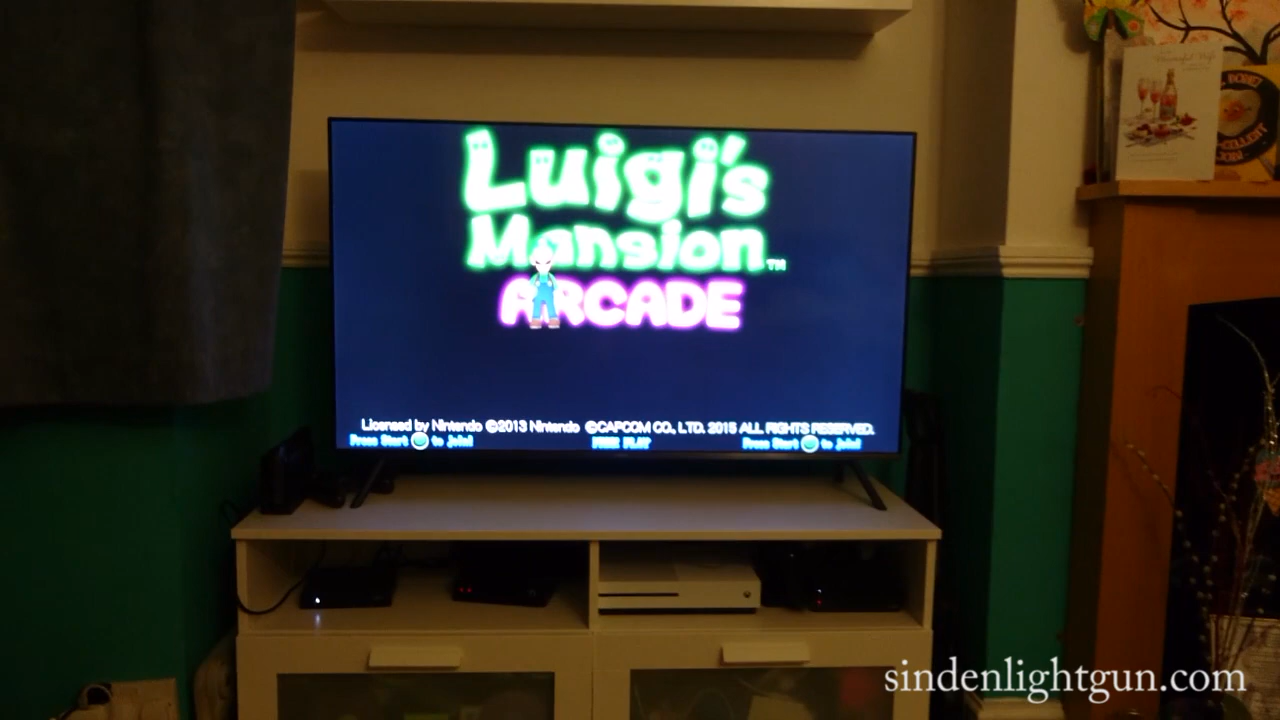 Luigi's
Mansion™
ARCADE
Licensed by Nintendo ©2013 Nintendo ©CAPCOM CO., LTD. 2015 ALL RIGHTS RESERVED.
Press Start to Join! FREE PLAY Press Start to Join!
sindenlightgun.com